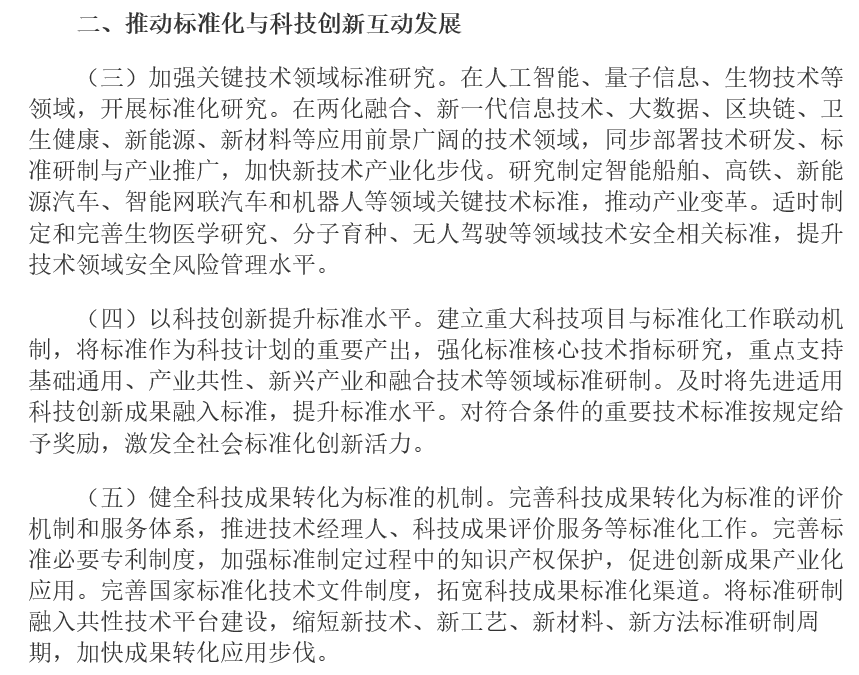 二、推动标准化与科技创新互动发展
（三）加强关键技术领域标准研究。在人工智能、量子信息、生物技术等
领域，开展标准化研究。在两化融合、新一代信息技术、大数据、区块链、卫
生健康、新能源、新材料等应用前景广阔的技术领域，同步部署技术研发、标
准研制与产业推广，加快新技术产业化步伐。研究制定智能船舶、高铁、新能
源汽车、智能网联汽车和机器人等领域关键技术标准，推动产业变革。适时制
定和完善生物医学研究、分子育种、无人驾驶等领域技术安全相关标准，提升
技术领域安全风险管理水平。
（四）以科技创新提升标准水平。建立重大科技项目与标准化工作联动机
制，将标准作为科技计划的重要产出，强化标准核心技术指标研究，重点支持
基础通用、产业共性、新兴产业和融合技术等领域标准研制。及时将先进适用
科技创新成果融入标准，提升标准水平。对符合条件的重要技术标准按规定给
予奖励，激发全社会标准化创新活力。
（五）健全科技成果转化为标准的机制。完善科技成果转化为标准的评价
机制和服务体系，推进技术经理人、科技成果评价服务等标准化工作。完善标
准必要专利制度，加强标准制定过程中的知识产权保护，促进创新成果产业化
应用。完善国家标准化技术文件制度，拓宽科技成果标准化渠道。将标准研制
融入共性技术平台建设，缩短新技术、新工艺、新材料、新方法标准研制周
期，加快成果转化应用步伐。